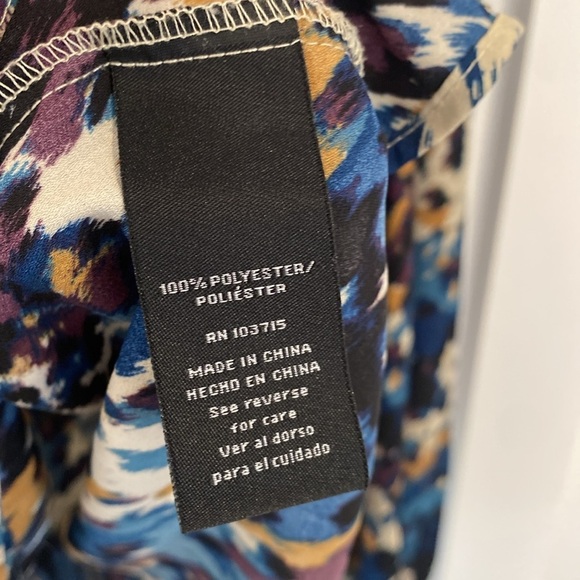 100% POLYESTER/
POLIÉSTER
RN 103715
MADE IN CHINA
HECHO EN CHINA
See reverse
for care
Ver al dorso
para el cuidado